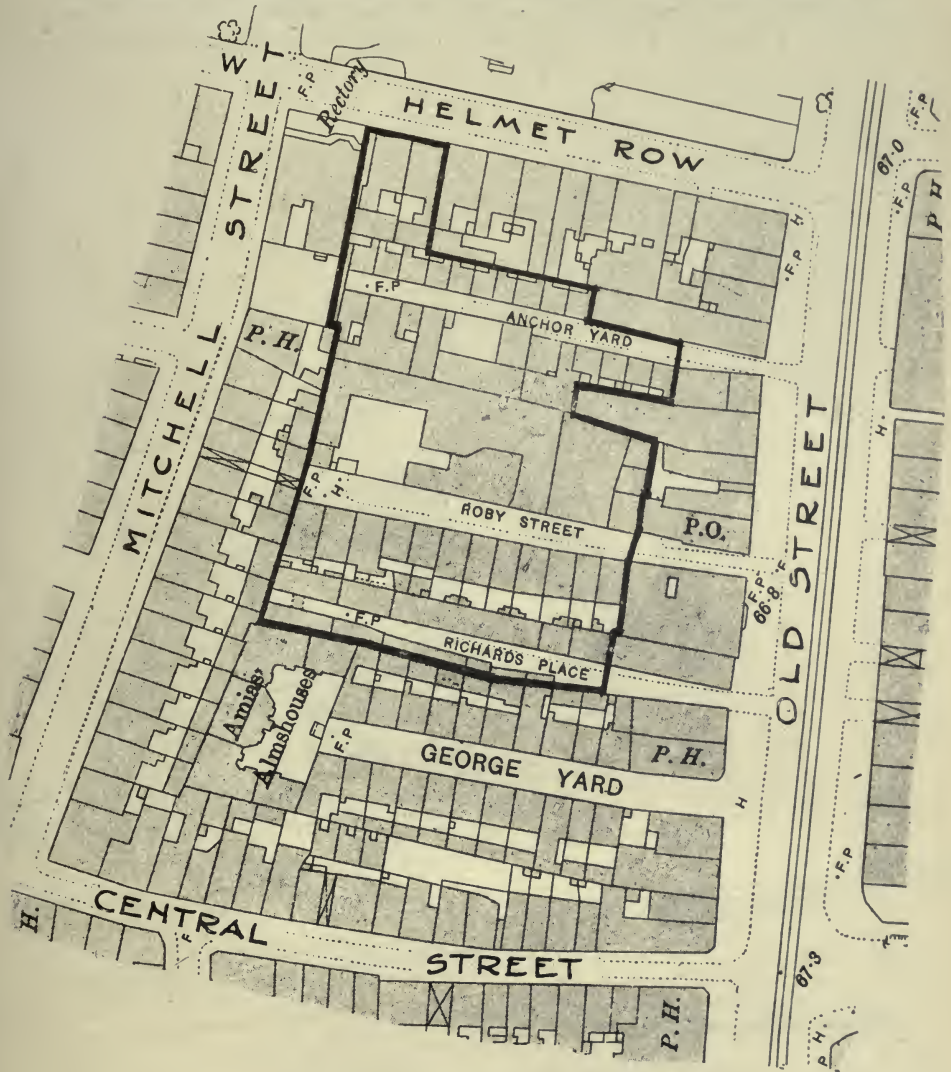 W
MITCHELL STREET
F.P
Rectory
HELMET ROW
67·0
F.P
P H
F.P
P H
H
F.P
F.P
ANCHOR YARD
P. H.
H
OLD STREET
F.P
H.
ROBY STREET
P.O.
F.P.
66·8
F.P
RICHARDS PLACE
Amias'
Almshouses
F.P
GEORGE YARD
P. H.
H
F.P
CENTRAL STREET
H.
F
67·3
P.H.
P H.